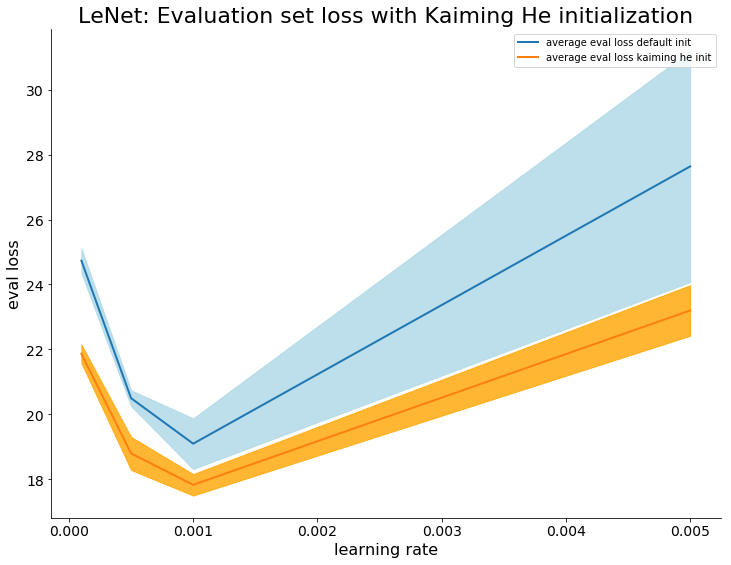 LeNet: Evaluation set loss with Kaiming He initialization
average eval loss default init
average eval loss kaiming he init
30
28
26
24
22
20
18
eval loss
0.000 0.001 0.002 0.003 0.004 0.005
learning rate